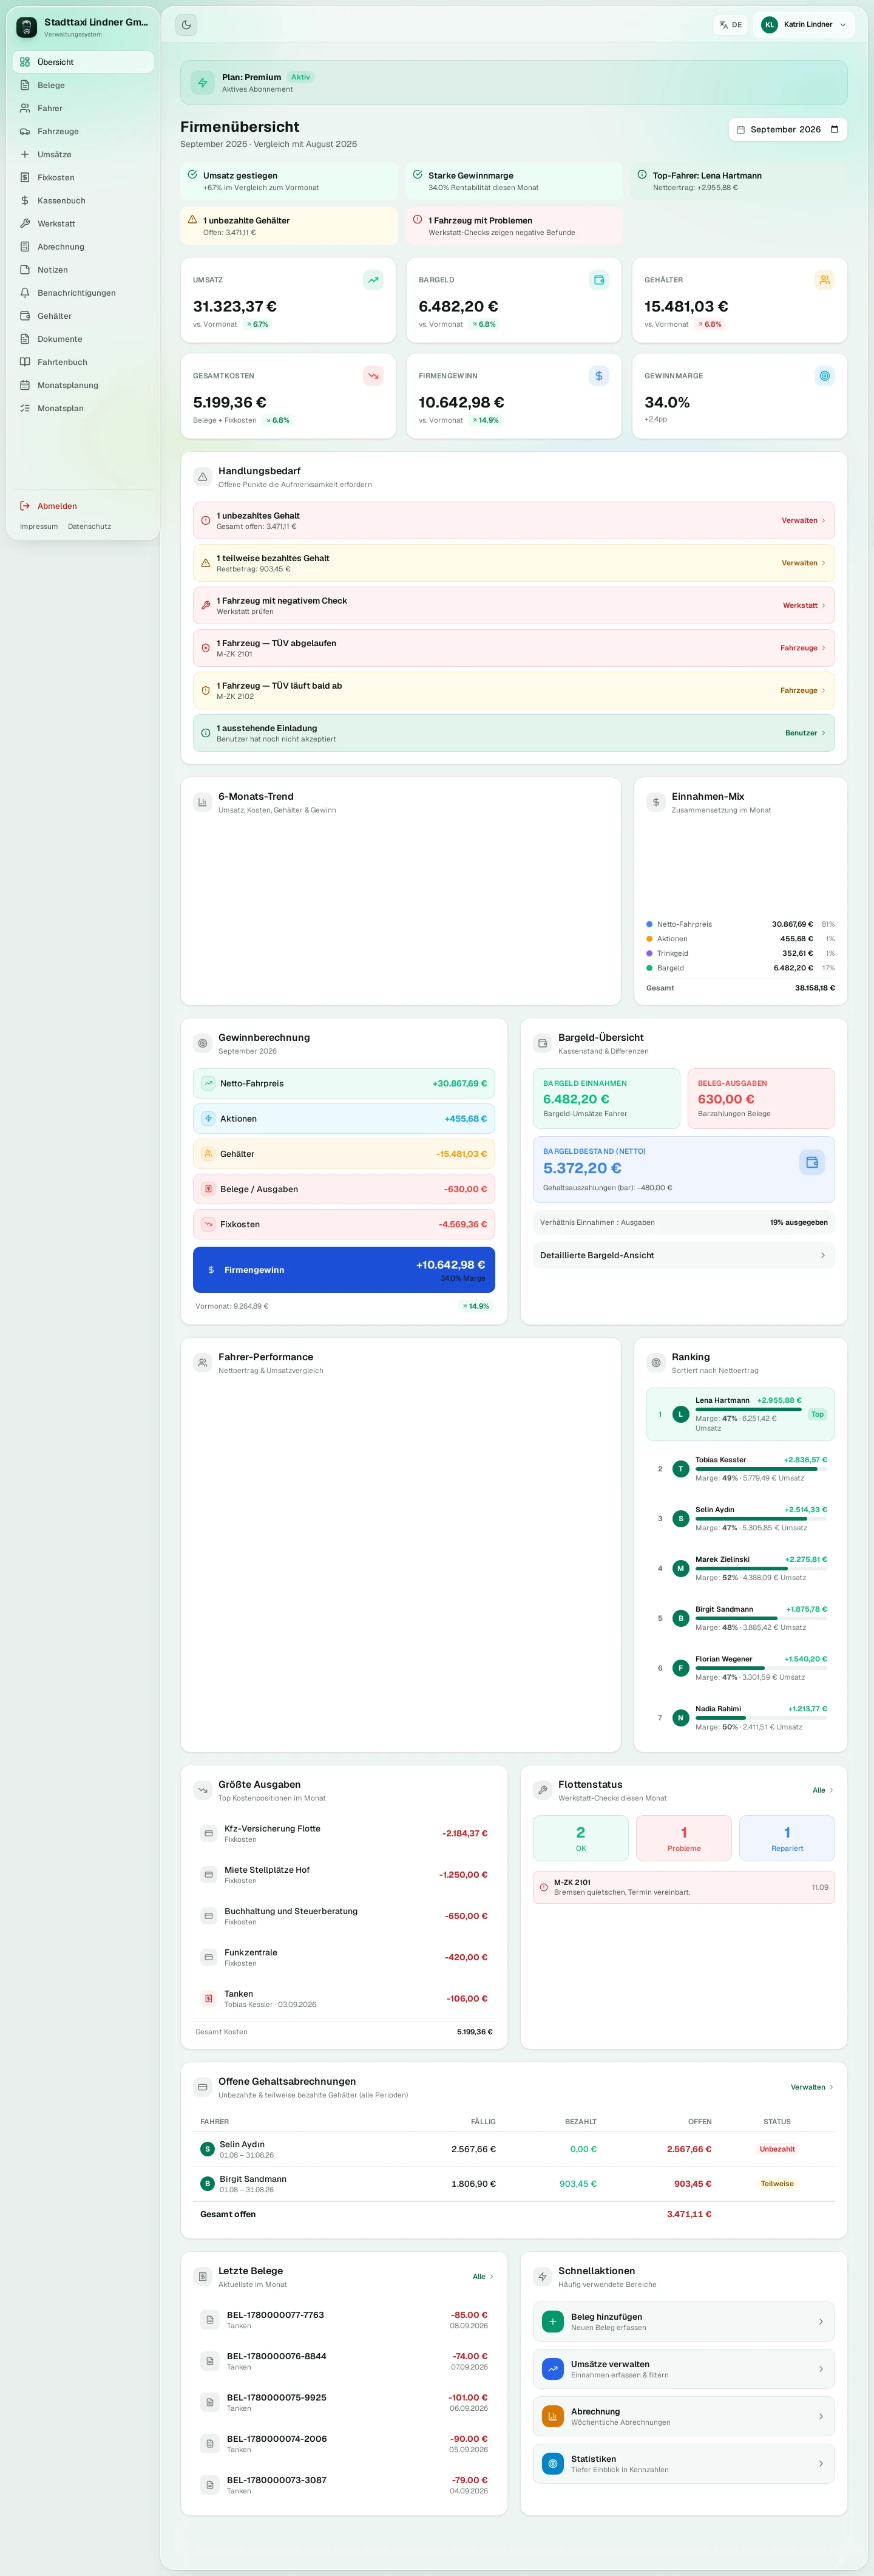 Stadttaxi Lindner Gm...
Verwaltungssystem
Übersicht
Belege
Fahrer
Fahrzeuge
Umsätze
Fixkosten
Kassenbuch
Werkstatt
Abrechnung
Notizen
Benachrichtigungen
Gehälter
Dokumente
Fahrtenbuch
Monatsplanung
Monatsplan
Abmelden
Impressum Datenschutz
DE
KL Katrin Lindner
Plan: Premium Aktiv
Aktives Abonnement
Firmenübersicht
September 2026 · Vergleich mit August 2026
September 2026
Umsatz gestiegen
+6.7% im Vergleich zum Vormonat
Starke Gewinnmarge
34.0% Rentabilität diesen Monat
Top-Fahrer: Lena Hartmann
Nettoertrag: +2.955,88 €
1 unbezahlte Gehälter
Offen: 3.471,11 €
1 Fahrzeug mit Problemen
Werkstatt-Checks zeigen negative Befunde
UMSATZ
31.323,37 €
vs. Vormonat 6.7%
BARGELD
6.482,20 €
vs. Vormonat 6.8%
GEHÄLTER
15.481,03 €
vs. Vormonat 6.8%
GESAMTKOSTEN
5.199,36 €
Belege + Fixkosten 6.8%
FIRMENGEWINN
10.642,98 €
vs. Vormonat 14.9%
GEWINNMARGE
34.0%
+2.4pp
Handlungsbedarf
Offene Punkte die Aufmerksamkeit erfordern
1 unbezahltes Gehalt
Gesamt offen: 3.471,11 €
Verwalten
1 teilweise bezahltes Gehalt
Restbetrag: 903,45 €
Verwalten
1 Fahrzeug mit negativem Check
Werkstatt prüfen
Werkstatt
1 Fahrzeug — TÜV abgelaufen
M-ZK 2101
Fahrzeuge
1 Fahrzeug — TÜV läuft bald ab
M-ZK 2102
Fahrzeuge
1 ausstehende Einladung
Benutzer hat noch nicht akzeptiert
Benutzer
6-Monats-Trend
Umsatz, Kosten, Gehälter & Gewinn
Einnahmen-Mix
Zusammensetzung im Monat
Netto-Fahrpreis 30.867,69 € 81%
Aktionen 455,68 € 1%
Trinkgeld 352,61 € 1%
Bargeld 6.482,20 € 17%
Gesamt 38.158,18 €
Gewinnberechnung
September 2026
Netto-Fahrpreis +30.867,69 €
Aktionen +455,68 €
Gehälter -15.481,03 €
Belege / Ausgaben -630,00 €
Fixkosten -4.569,36 €
Firmengewinn +10.642,98 €
34.0% Marge
Vormonat: 9.264,89 € 14.9%
Bargeld-Übersicht
Kassenstand & Differenzen
BARGELD EINNAHMEN
6.482,20 €
Bargeld-Umsätze Fahrer
BELEG-AUSGABEN
630,00 €
Barzahlungen Belege
BARGELDBESTAND (NETTO)
5.372,20 €
Gehaltsauszahlungen (bar): -480,00 €
Verhältnis Einnahmen : Ausgaben 19% ausgegeben
Detaillierte Bargeld-Ansicht
Fahrer-Performance
Nettoertrag & Umsatzvergleich
Ranking
Sortiert nach Nettoertrag
1 L Lena Hartmann +2.955,88 € Top
Marge: 47% · 6.251,42 €
Umsatz
2 T Tobias Kessler +2.836,57 €
Marge: 49% · 5.779,49 € Umsatz
3 S Selin Aydın +2.514,33 €
Marge: 47% · 5.305,85 € Umsatz
4 M Marek Zieliński +2.275,81 €
Marge: 52% · 4.388,09 € Umsatz
5 B Birgit Sandmann +1.875,78 €
Marge: 48% · 3.885,42 € Umsatz
6 F Florian Wegener +1.540,20 €
Marge: 47% · 3.301,59 € Umsatz
7 N Nadia Rahimi +1.213,77 €
Marge: 50% · 2.411,51 € Umsatz
Größte Ausgaben
Top Kostenpositionen im Monat
Kfz-Versicherung Flotte
Fixkosten
-2.184,37 €
Miete Stellplätze Hof
Fixkosten
-1.250,00 €
Buchhaltung und Steuerberatung
Fixkosten
-650,00 €
Funkzentrale
Fixkosten
-420,00 €
Tanken
Tobias Kessler · 03.09.2026
-106,00 €
Gesamt Kosten 5.199,36 €
Flottenstatus
Werkstatt-Checks diesen Monat
Alle
2
OK
1
Probleme
1
Repariert
M-ZK 2101
Bremsen quietschen, Termin vereinbart.
11.09
Offene Gehaltsabrechnungen
Unbezahlte & teilweise bezahlte Gehälter (alle Perioden)
Verwalten
FAHRER FÄLLIG BEZAHLT OFFEN STATUS
S Selin Aydın 2.567,66 € 0,00 € 2.567,66 € Unbezahlt
01.08 – 31.08.26
B Birgit Sandmann 1.806,90 € 903,45 € 903,45 € Teilweise
01.08 – 31.08.26
Gesamt offen 3.471,11 €
Letzte Belege
Aktuellste im Monat
Alle
BEL-1780000077-7763 -85.00 €
Tanken 08.09.2026
BEL-1780000076-8844 -74.00 €
Tanken 07.09.2026
BEL-1780000075-9925 -101.00 €
Tanken 06.09.2026
BEL-1780000074-2006 -90.00 €
Tanken 05.09.2026
BEL-1780000073-3087 -79.00 €
Tanken 04.09.2026
Schnellaktionen
Häufig verwendete Bereiche
Beleg hinzufügen
Neuen Beleg erfassen
Umsätze verwalten
Einnahmen erfassen & filtern
Abrechnung
Wöchentliche Abrechnungen
Statistiken
Tiefer Einblick in Kennzahlen